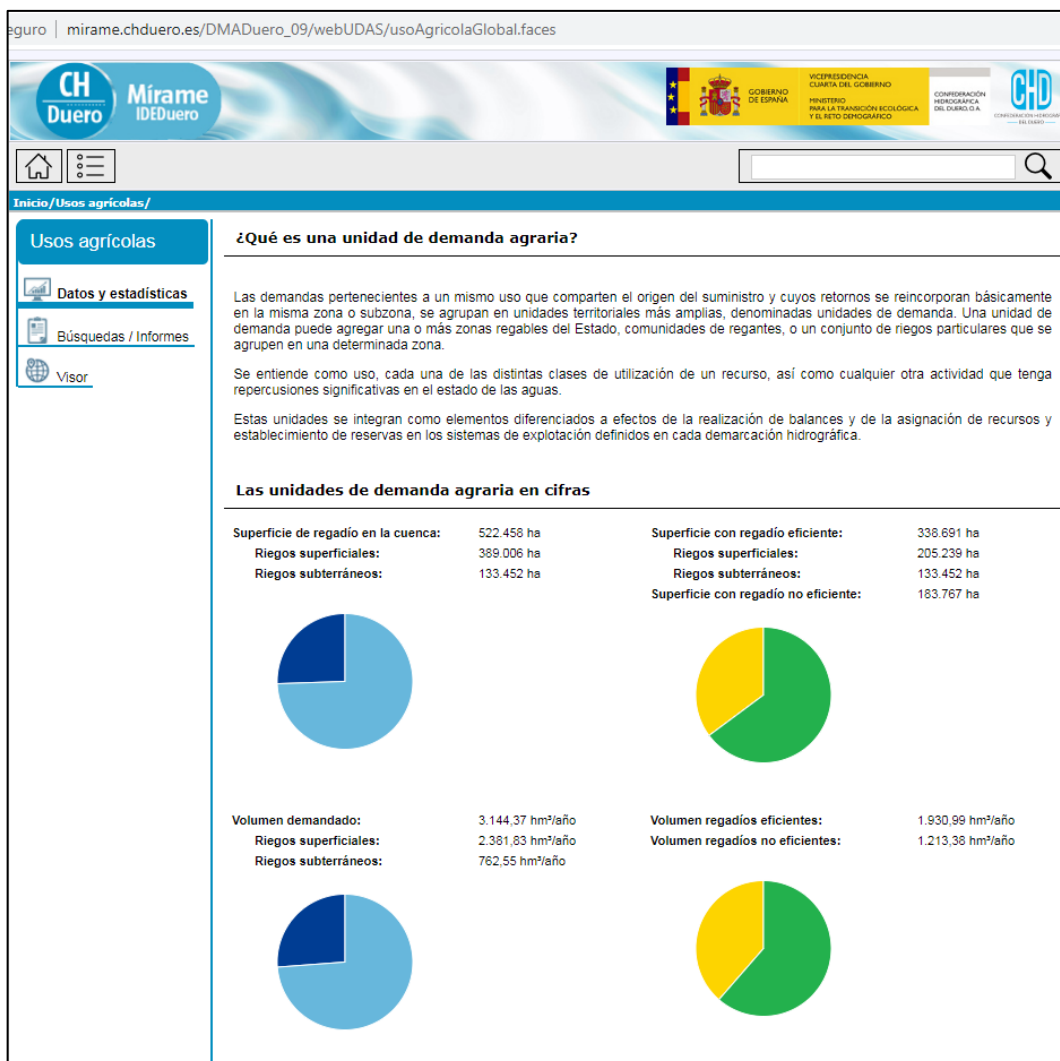 eguro | mirame.chduero.es/DMADuero_09/webUDAS/usoAgricolaGlobal.faces
CH
Duero
Mírame
IDEDuero
GOBIERNO
DE ESPAÑA
VICEPRESIDENCIA
CUARTA DEL GOBIERNO
MINISTERIO
PARA LA TRANSICIÓN ECOLÓGICA
Y EL RETO DEMOGRÁFICO
CONFEDERACIÓN
HIDROGRÁFICA
DEL DUERO, O.A.
CHD
CONFEDERACIÓN HIDROGRÁF
DEL DUERO
Inicio/Usos agrícolas/
Usos agrícolas
Datos y estadísticas
Búsquedas / Informes
Visor
¿Qué es una unidad de demanda agraria?
Las demandas pertenecientes a un mismo uso que comparten el origen del suministro y cuyos retornos se reincorporan básicamente
en la misma zona o subzona, se agrupan en unidades territoriales más amplias, denominadas unidades de demanda. Una unidad de
demanda puede agregar una o más zonas regables del Estado, comunidades de regantes, o un conjunto de riegos particulares que se
agrupen en una determinada zona.
Se entiende como uso, cada una de las distintas clases de utilización de un recurso, así como cualquier otra actividad que tenga
repercusiones significativas en el estado de las aguas.
Estas unidades se integran como elementos diferenciados a efectos de la realización de balances y de la asignación de recursos y
establecimiento de reservas en los sistemas de explotación definidos en cada demarcación hidrográfica.
Las unidades de demanda agraria en cifras
Superficie de regadío en la cuenca: 522.458 ha
Riegos superficiales: 389.006 ha
Riegos subterráneos: 133.452 ha
Superficie con regadío eficiente: 338.691 ha
Riegos superficiales: 205.239 ha
Riegos subterráneos: 133.452 ha
Superficie con regadío no eficiente: 183.767 ha
Volumen demandado: 3.144,37 hm³/año
Riegos superficiales: 2.381,83 hm³/año
Riegos subterráneos: 762,55 hm³/año
Volumen regadíos eficientes: 1.930,99 hm³/año
Volumen regadíos no eficientes: 1.213,38 hm³/año